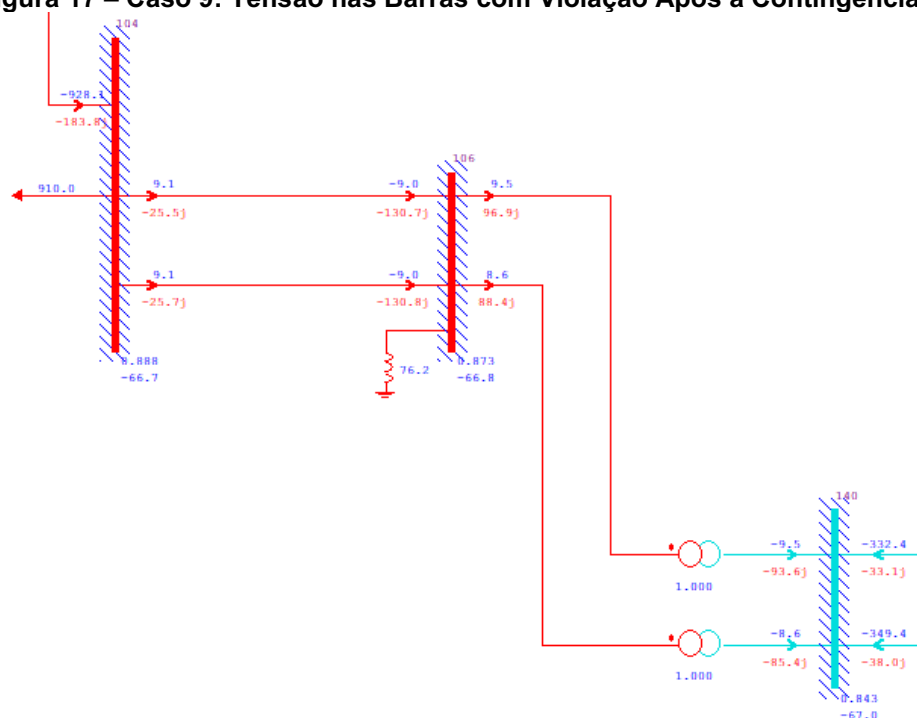 Figura 17 – Caso 9: Tensão nas Barras com Violação Após a Contingência
104
-928.1
-183.8j
106
910.0
9.1
-9.0
9.5
-25.5j
-130.7j
96.9j
9.1
-9.0
8.6
-25.7j
-130.8j
88.4j
0.888
-66.7
76.2
0.873
-66.8
140
-9.5
-332.4
-93.6j
-33.1j
1.000
-8.6
-349.4
-85.4j
-38.0j
1.000
0.843
-67.0